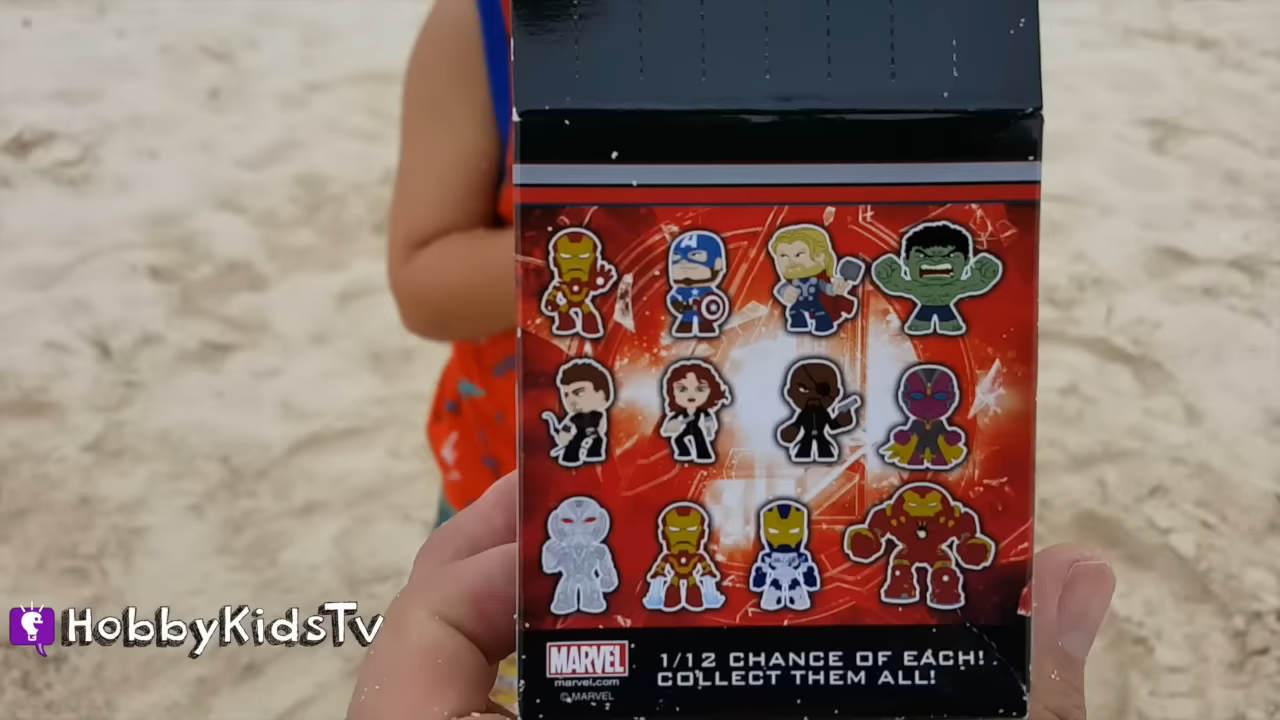 HobbyKidsTv
MARVEL
marvel.com
© MARVEL
1/12 CHANCE OF EACH!
COLLECT THEM ALL!